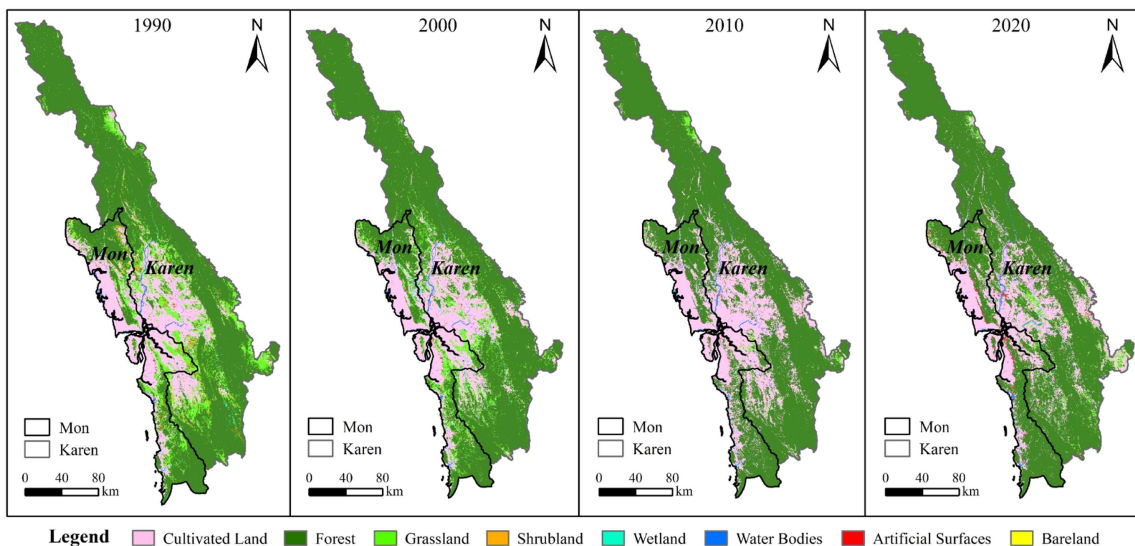 1990
N
Mon
Karen
Mon
Karen
0 40 80
km
2000
N
Mon
Karen
Mon
Karen
0 40 80
km
2010
N
Mon
Karen
Mon
Karen
0 40 80
km
2020
N
Mon
Karen
Mon
Karen
0 40 80
km
Legend Cultivated Land Forest Grassland Shrubland Wetland Water Bodies Artificial Surfaces Bareland